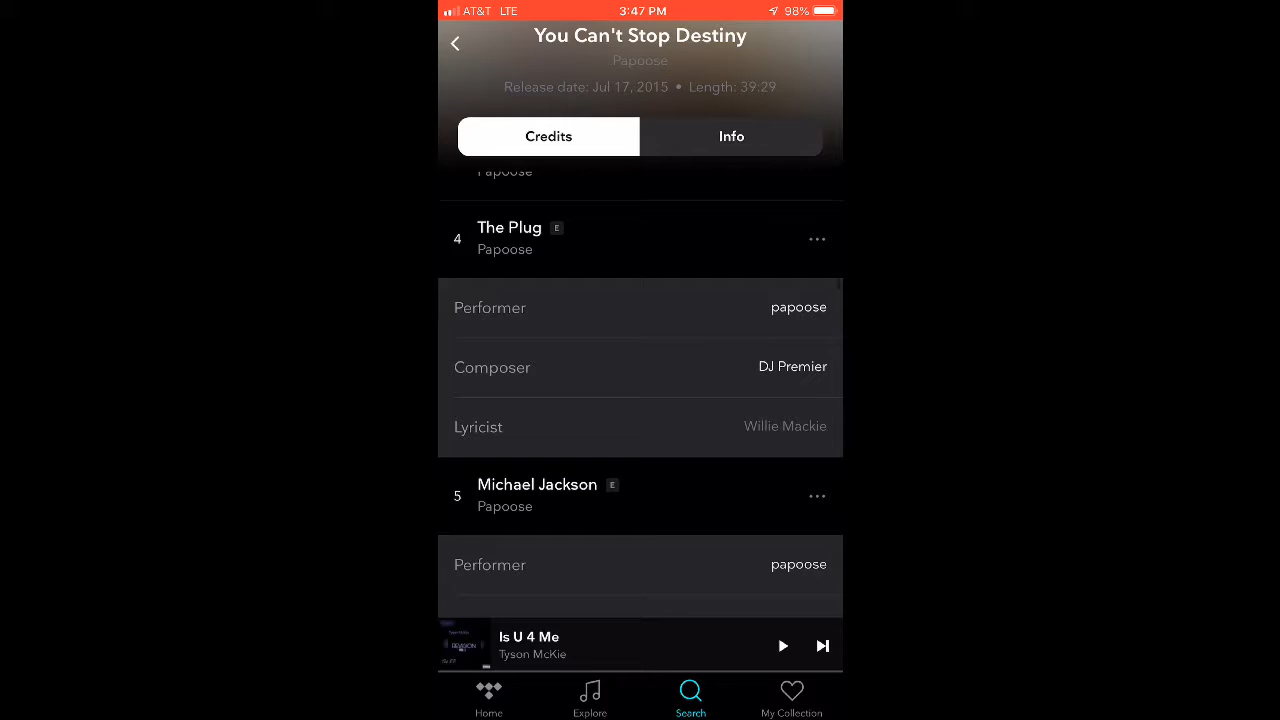 AT&T LTE 3:47 PM 98%
You Can't Stop Destiny
Papoose
Release date: Jul 17, 2015 • Length: 39:29
Credits Info
Papoose
4 The Plug E
Papoose
Performer papoose
Composer DJ Premier
Lyricist Willie Mackie
5 Michael Jackson E
Papoose
Performer papoose
Is U 4 Me
Tyson McKie
Home Explore Search My Collection